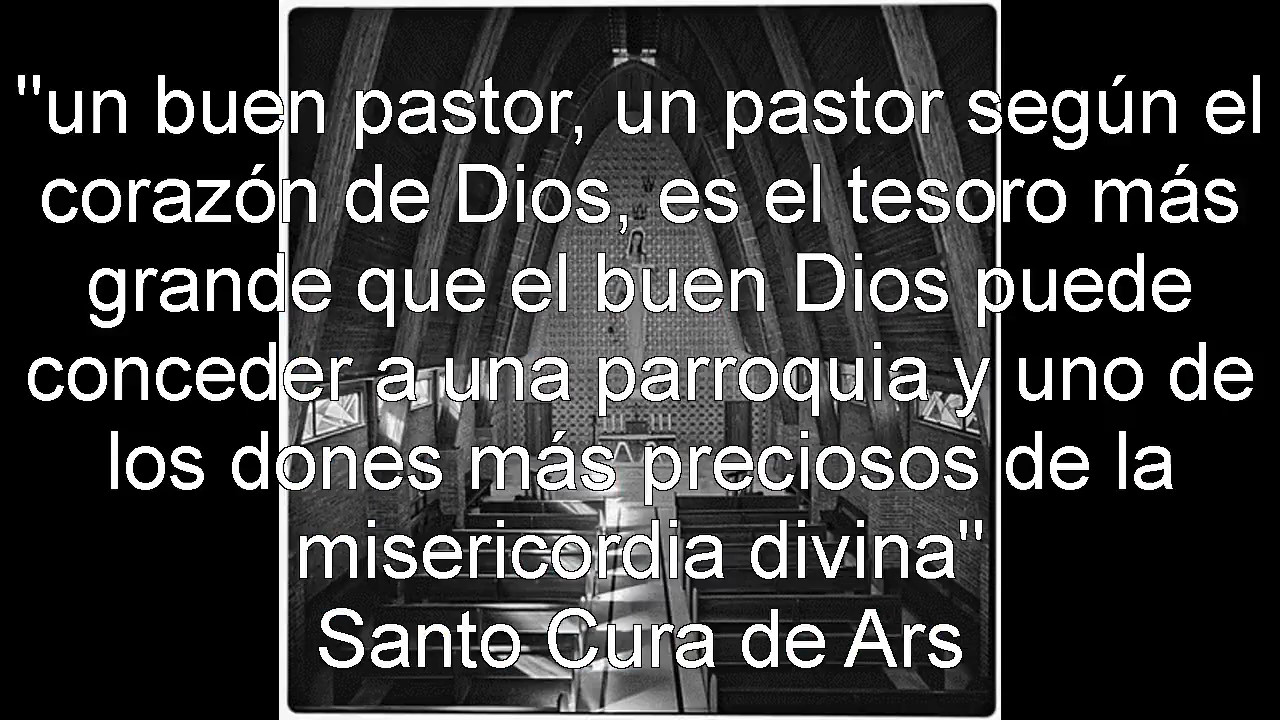 "un buen pastor, un pastor según el
corazón de Dios, es el tesoro más
grande que el buen Dios puede
conceder a una parroquia y uno de
los dones más preciosos de la
misericordia divina"
Santo Cura de Ars